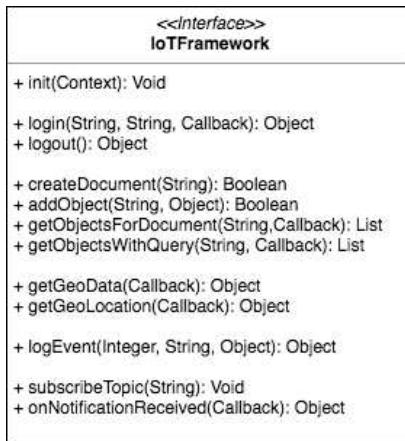 <<Interface>>
IoTFramework
+ init(Context): Void
+ login(String, String, Callback): Object
+ logout(): Object
+ createDocument(String): Boolean
+ addObject(String, Object): Boolean
+ getObjectsForDocument(String,Callback): List
+ getObjectsWithQuery(String, Callback): List
+ getGeoData(Callback): Object
+ getGeoLocation(Callback): Object
+ logEvent(Integer, String, Object): Object
+ subscribeTopic(String): Void
+ onNotificationReceived(Callback): Object